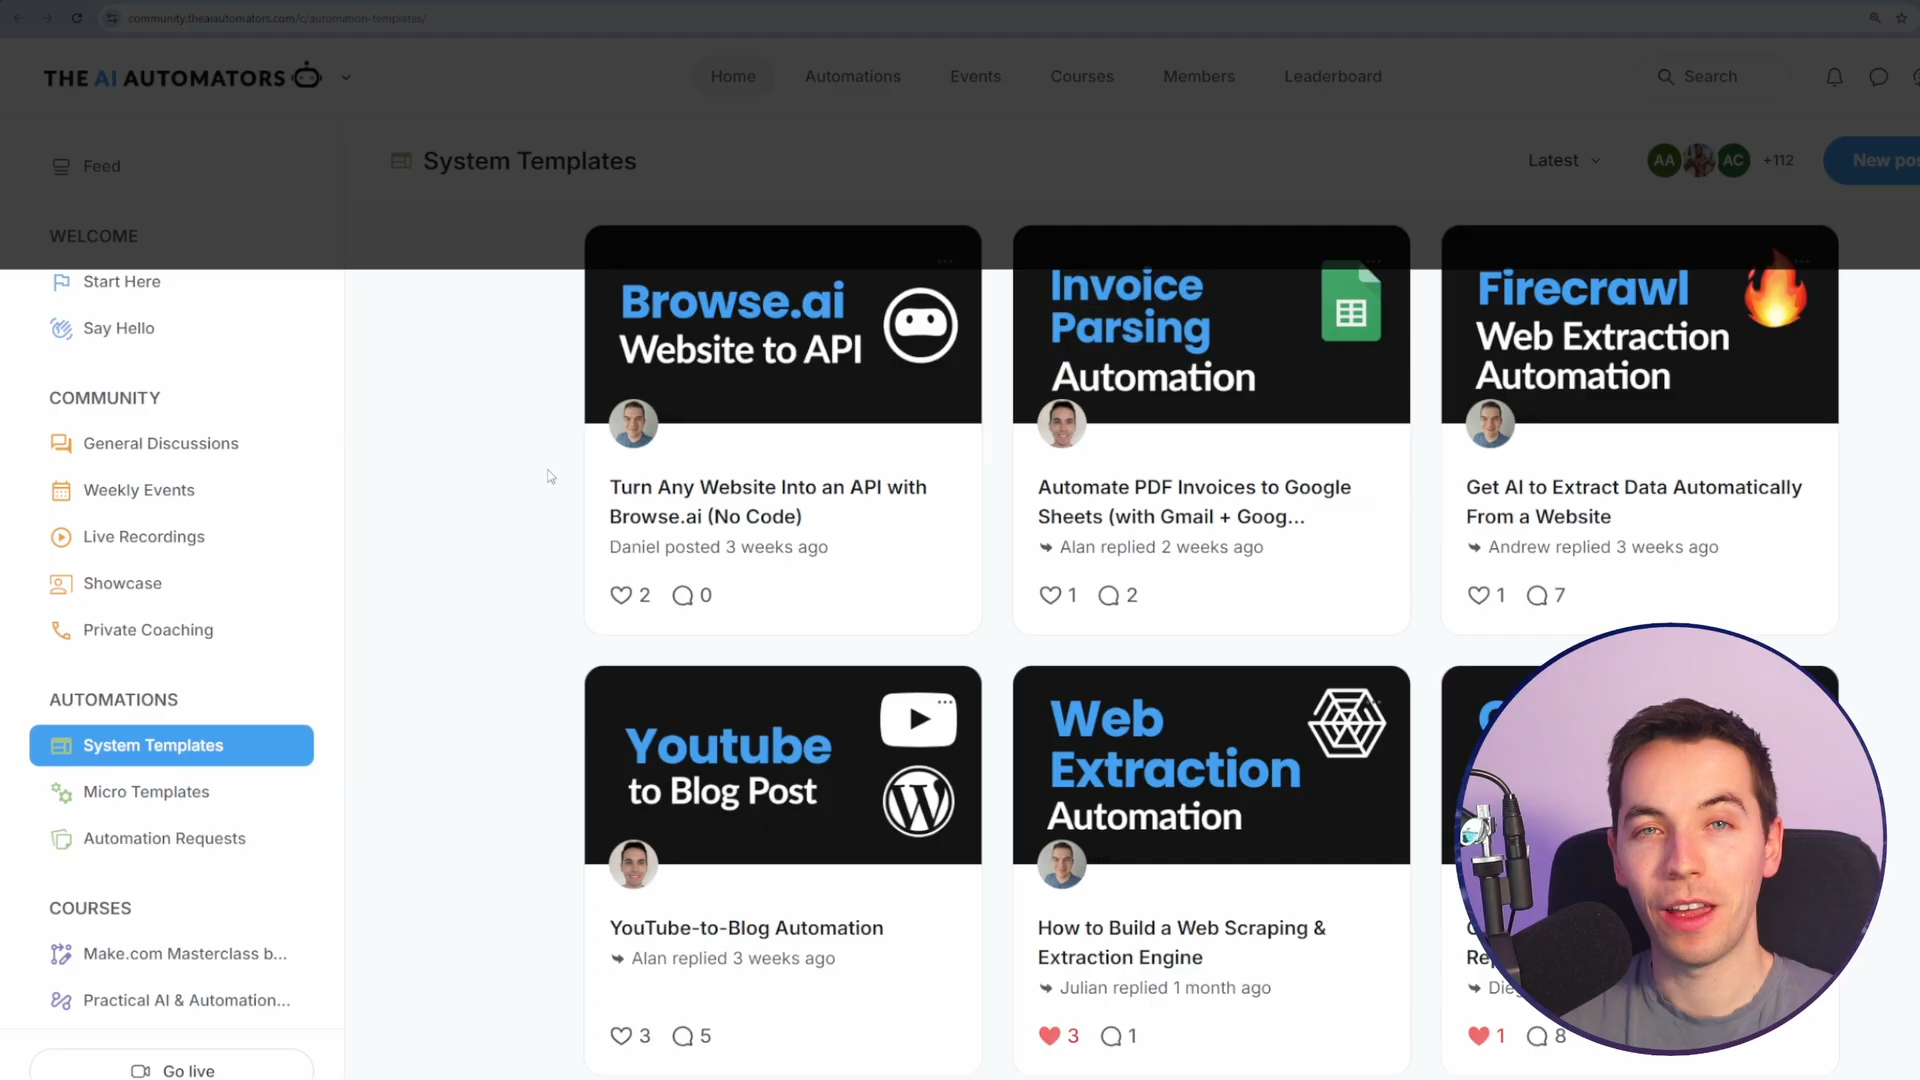 community.theaiautomators.com/c/automation-templates/
THE AI AUTOMATORS
Home
Automations
Events
Courses
Members
Leaderboard
Search
Feed
System Templates
Latest
AA
AC
+112
New pos
WELCOME
Start Here
Say Hello
COMMUNITY
General Discussions
Weekly Events
Live Recordings
Showcase
Private Coaching
AUTOMATIONS
System Templates
Micro Templates
Automation Requests
COURSES
Make.com Masterclass b...
Practical AI & Automation...
Go live
Browse.ai
Website to API
Turn Any Website Into an API with
Browse.ai (No Code)
Daniel posted 3 weeks ago
2
0
Invoice
Parsing
Automation
Automate PDF Invoices to Google
Sheets (with Gmail + Goog...
Alan replied 2 weeks ago
1
2
Firecrawl
Web Extraction
Automation
Get AI to Extract Data Automatically
From a Website
Andrew replied 3 weeks ago
1
7
Youtube
to Blog Post
YouTube-to-Blog Automation
Alan replied 3 weeks ago
3
5
Web
Extraction
Automation
How to Build a Web Scraping &
Extraction Engine
Julian replied 1 month ago
3
1
1
8